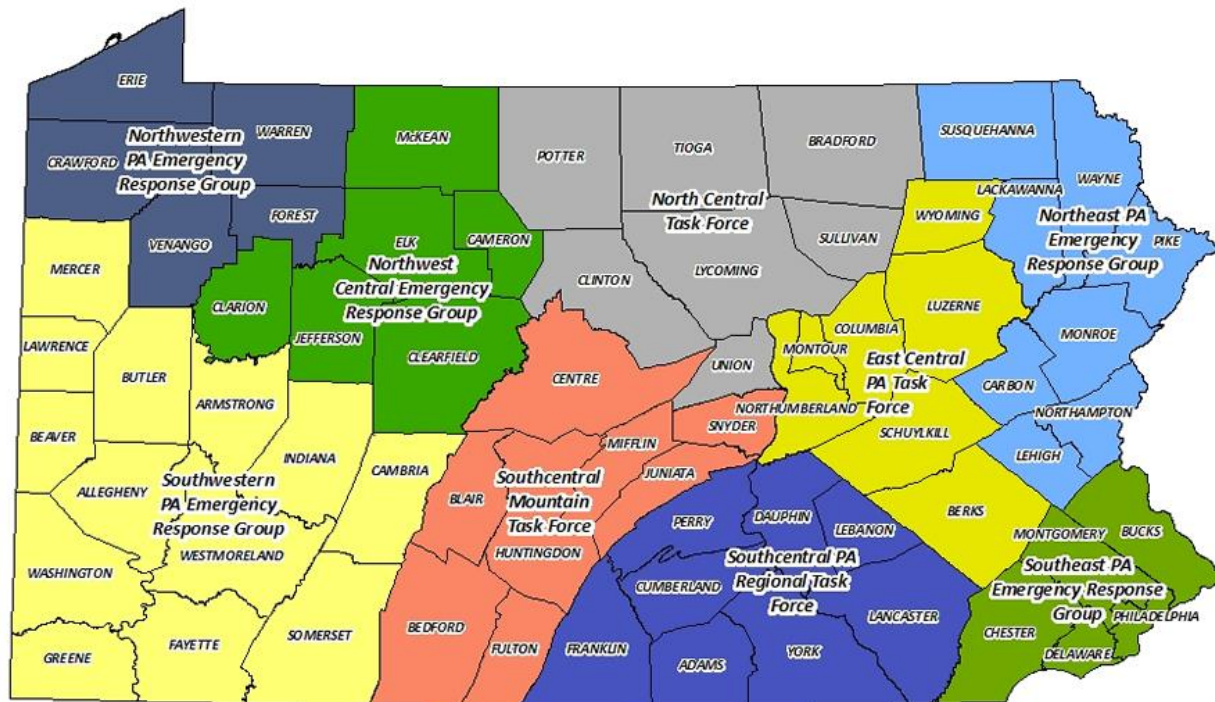 ERIE
WARREN
CRAWFORD
Northwestern
PA Emergency
Response Group
FOREST
VENANGO
McKEAN
ELK
CAMERON
Northwest
Central Emergency
Response Group
CLARION
JEFFERSON
CLEARFIELD
POTTER
TIOGA
BRADFORD
North Central
Task Force
SULLIVAN
LYCOMING
CLINTON
UNION
SUSQUEHANNA
WAYNE
LACKAWANNA
Northeast PA
Emergency
Response Group
PIKE
MONROE
CARBON
NORTHAMPTON
LEHIGH
WYOMING
LUZERNE
COLUMBIA
MONTOUR
East Central
PA Task
Force
NORTHUMBERLAND
SCHUYLKILL
BERKS
MERCER
LAWRENCE
BUTLER
ARMSTRONG
BEAVER
INDIANA
CAMBRIA
ALLEGHENY
Southwestern
PA Emergency
Response Group
WESTMORELAND
WASHINGTON
SOMERSET
FAYETTE
GREENE
CENTRE
SNYDER
MIFFLIN
JUNIATA
BLAIR
Southcentral
Mountain
Task Force
HUNTINGDON
BEDFORD
FULTON
PERRY
DAUPHIN
LEBANON
Southcentral PA
Regional Task
Force
CUMBERLAND
LANCASTER
FRANKLIN
ADAMS
YORK
MONTGOMERY
BUCKS
Southeast PA
Emergency Response
Group
PHILADELPHIA
CHESTER
DELAWARE